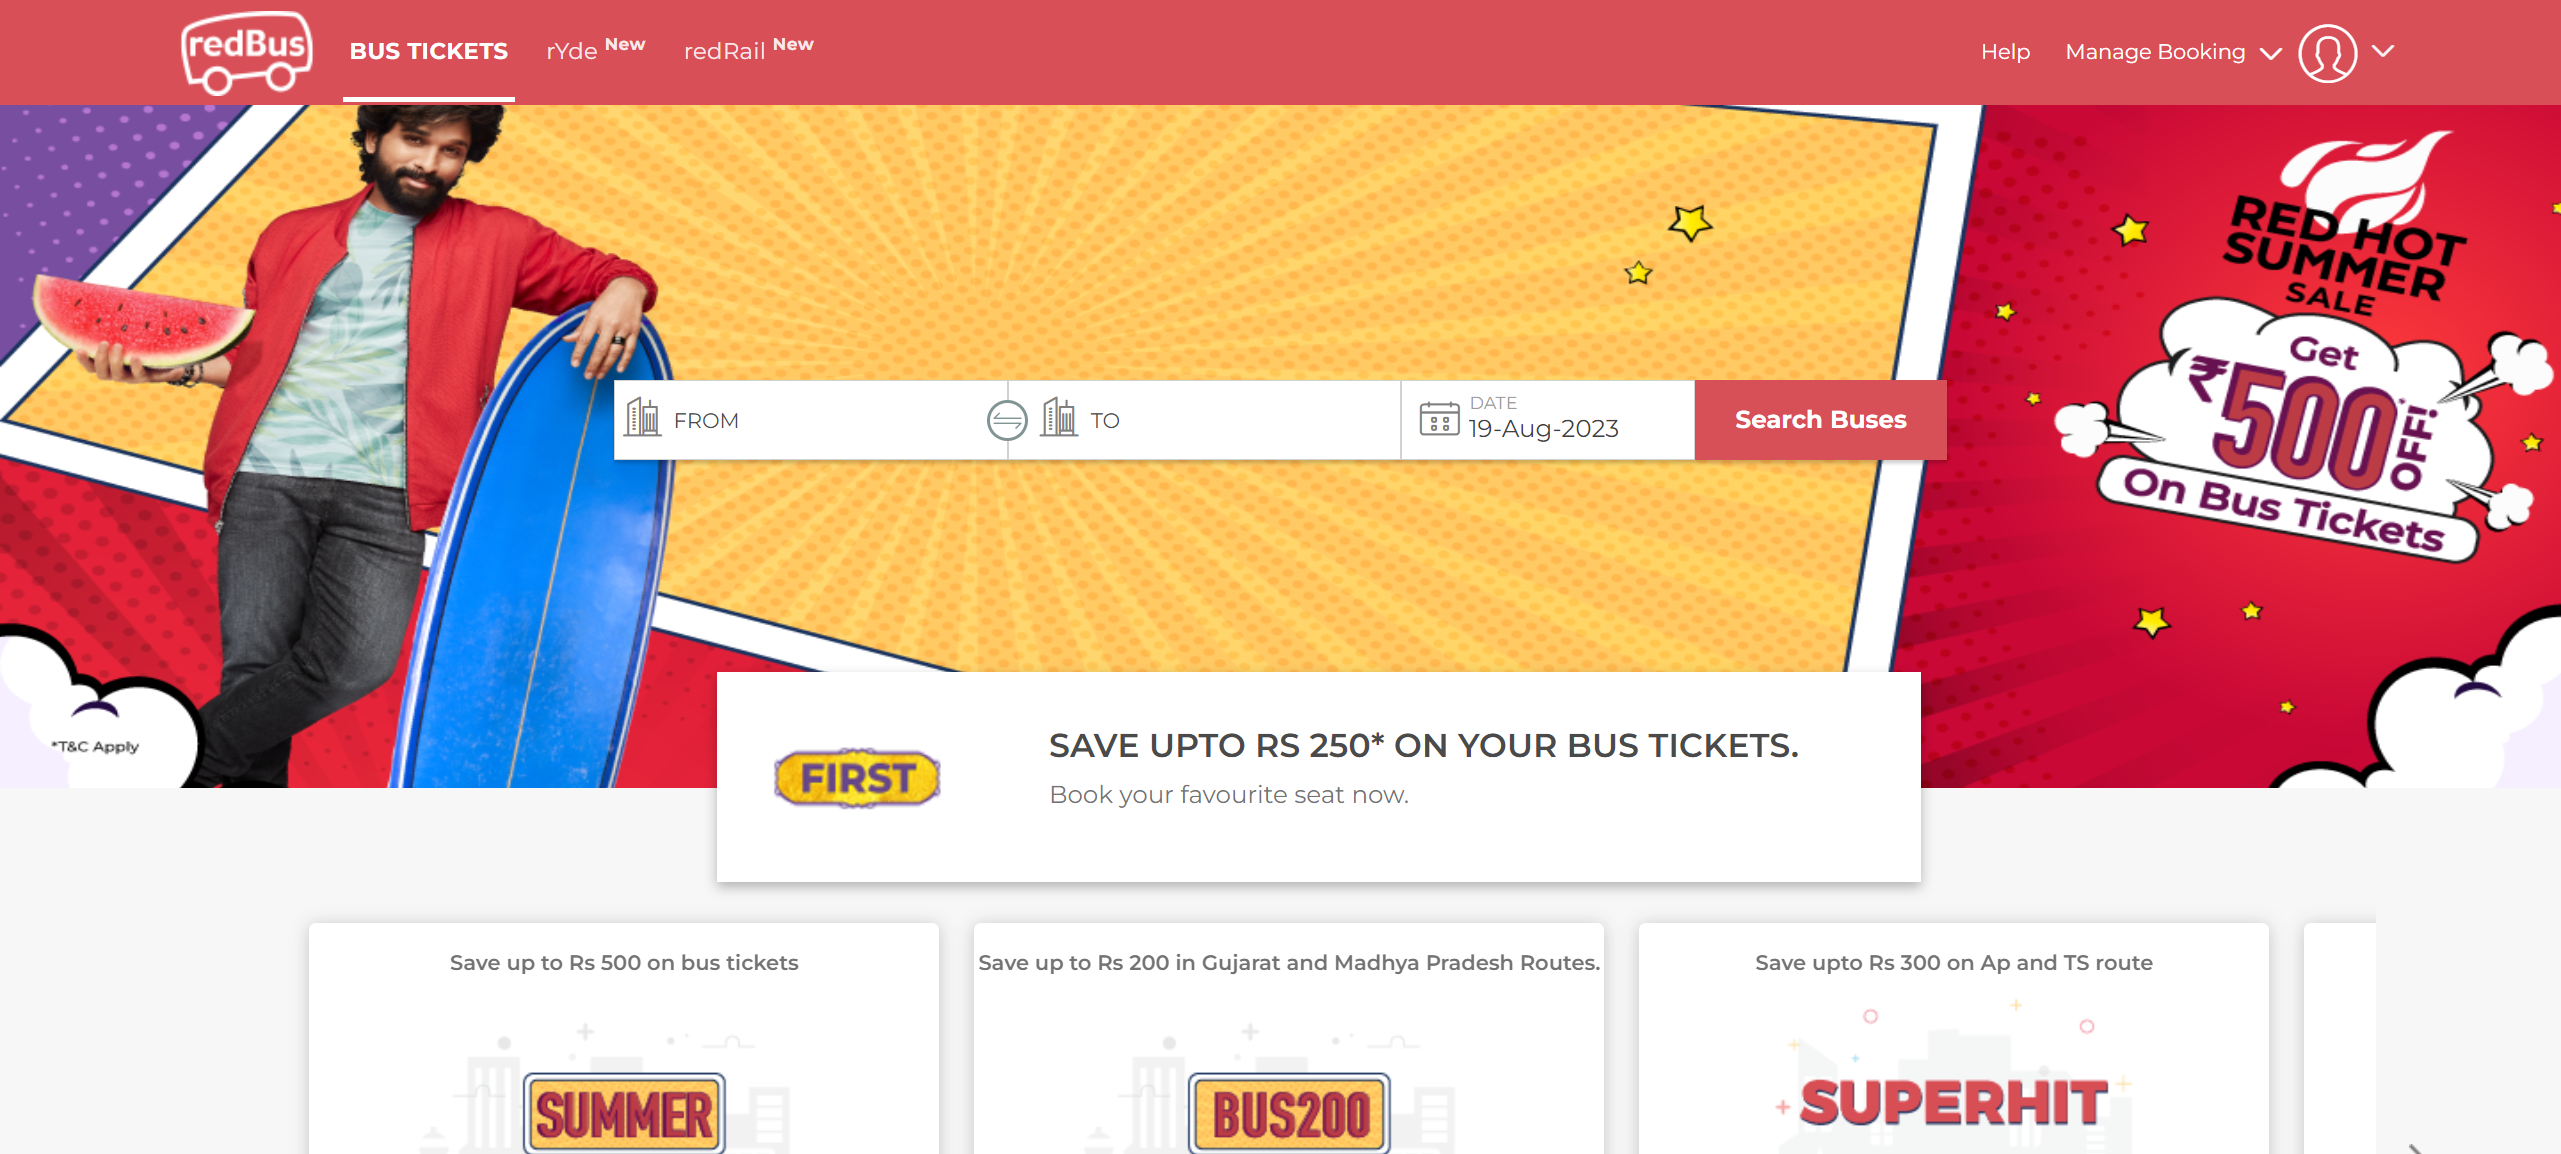 redBus
BUS TICKETS
rYde New
redRail New
Help
Manage Booking
RED HOT
SUMMER
SALE
Get
₹500 OFF!*
On Bus Tickets
FROM
TO
DATE
19-Aug-2023
Search Buses
*T&C Apply
FIRST
SAVE UPTO RS 250* ON YOUR BUS TICKETS.
Book your favourite seat now.
Save up to Rs 500 on bus tickets
SUMMER
Save up to Rs 200 in Gujarat and Madhya Pradesh Routes.
BUS200
Save upto Rs 300 on Ap and TS route
SUPERHIT